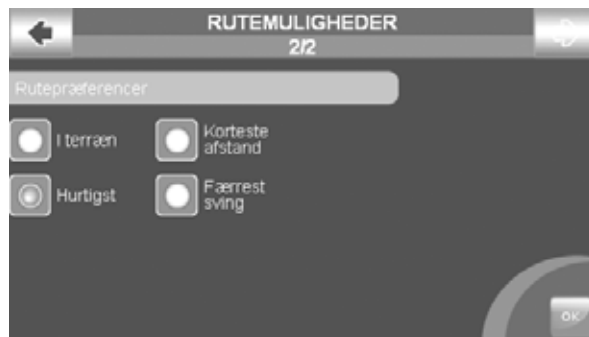 RUTEMULIGHEDER
2/2
Rutepræferencer
I terræn
Korteste
afstand
Hurtigst
Færrest
sving
OK